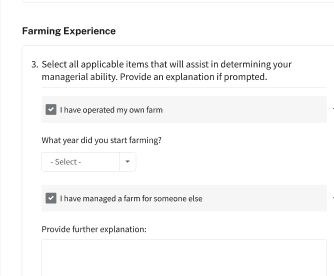 Farming Experience
3. Select all applicable items that will assist in determining your
managerial ability. Provide an explanation if prompted.
I have operated my own farm
What year did you start farming?
- Select -
I have managed a farm for someone else
Provide further explanation: